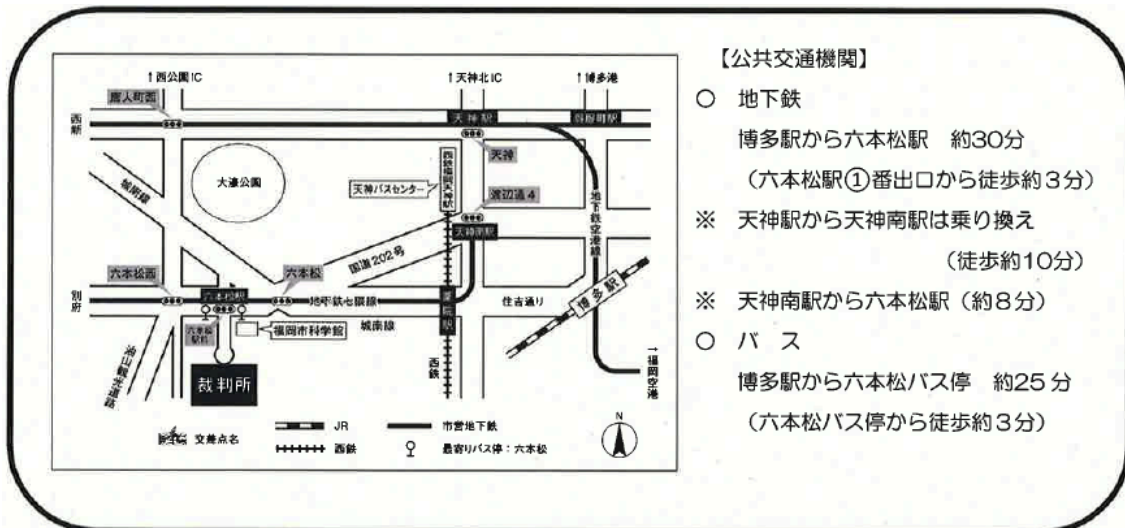 ↑西公園IC
↑天神北IC
↑博多港
唐人町西
西新
天神駅
呉服町駅
天神
大濠公園
城南線
西鉄福岡天神駅
天神バスセンター
渡辺通4
天神南駅
地下鉄空港線
国道202号
六本松西
六本松駅
六本松
別府
地下鉄七隈線
薬院駅
住吉通り
博多駅
城南線
六本松駅前
福岡市科学館
油山観光道路
裁判所
西鉄
→福岡空港
交差点名
JR
市営地下鉄
西鉄
最寄りバス停:六本松
N
【公共交通機関】
○ 地下鉄
博多駅から六本松駅 約30分
(六本松駅①番出口から徒歩約3分)
※ 天神駅から天神南駅は乗り換え
(徒歩約10分)
※ 天神南駅から六本松駅(約8分)
○ バス
博多駅から六本松バス停 約25分
(六本松バス停から徒歩約3分)